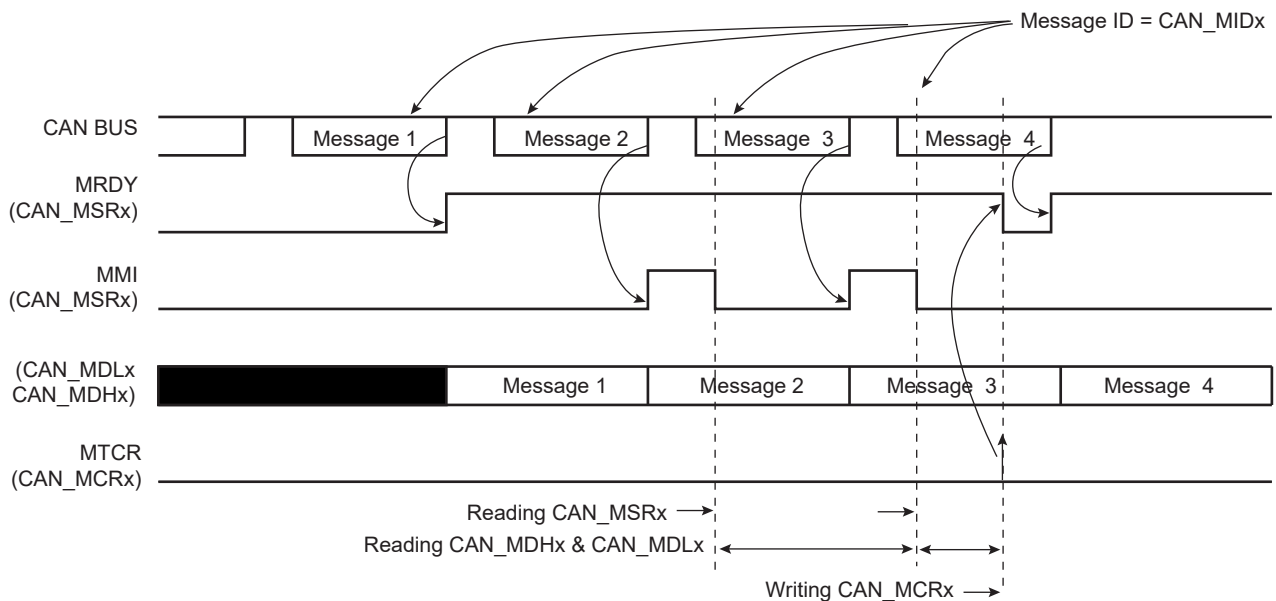 Message ID = CAN_MIDx
CAN BUS
Message 1
Message 2
Message 3
Message 4
MRDY
(CAN_MSRx)
MMI
(CAN_MSRx)
(CAN_MDLx
CAN_MDHx)
Message 1
Message 2
Message 3
Message 4
MTCR
(CAN_MCRx)
Reading CAN_MSRx
Reading CAN_MDHx & CAN_MDLx
Writing CAN_MCRx